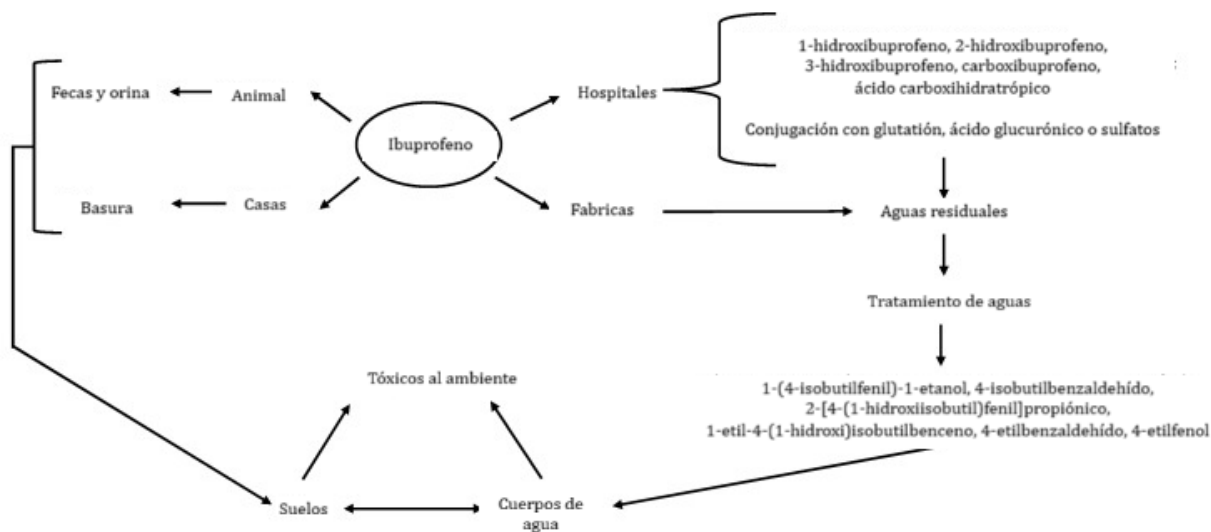 1-hidroxibuprofeno, 2-hidroxibuprofeno,
3-hidroxibuprofeno, carboxibuprofeno,
ácido carboxihidratrópico
Conjugación con glutatión, ácido glucurónico o sulfatos
Fecas y orina
Animal
Hospitales
Ibuprofeno
Basura
Casas
Fabricas
Aguas residuales
Tratamiento de aguas
Tóxicos al ambiente
1-(4-isobutilfenil)-1-etanol, 4-isobutilbenzaldehído,
2-[4-(1-hidroxiisobutil)fenil]propiónico,
1-etil-4-(1-hidroxi)isobutilbenceno, 4-etilbenzaldehído, 4-etilfenol
Suelos
Cuerpos de
agua